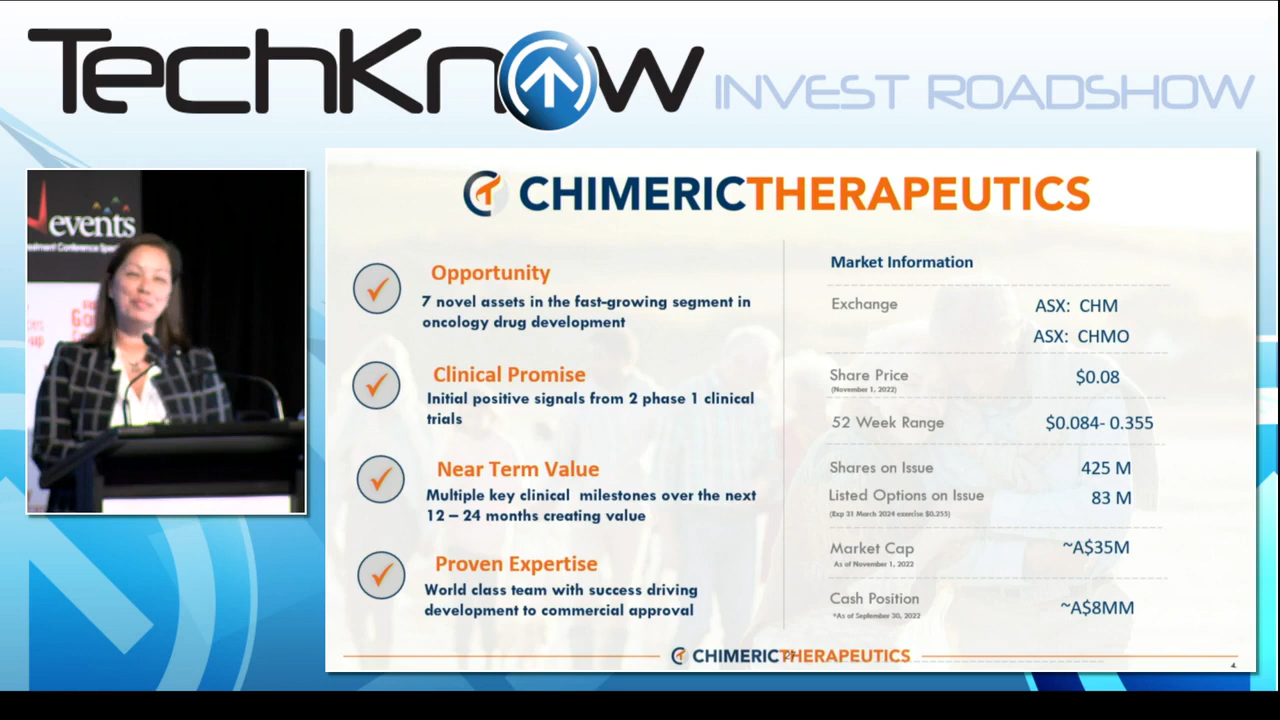 TechKnow INVEST ROADSHOW
events
CHIMERICTHERAPEUTICS
Opportunity
7 novel assets in the fast-growing segment in
oncology drug development
Clinical Promise
Initial positive signals from 2 phase 1 clinical
trials
Near Term Value
Multiple key clinical milestones over the next
12 – 24 months creating value
Proven Expertise
World class team with success driving
development to commercial approval
Market Information
Exchange ASX: CHM
ASX: CHMO
Share Price $0.08
(November 1, 2022)
52 Week Range $0.084- 0.355
Shares on Issue 425 M
Listed Options on Issue 83 M
(Exp 31 March 2024 exercise $0.255)
Market Cap ~A$35M
As of November 1, 2022
Cash Position ~A$8MM
*As of September 30, 2022
CHIMERICTHERAPEUTICS
4